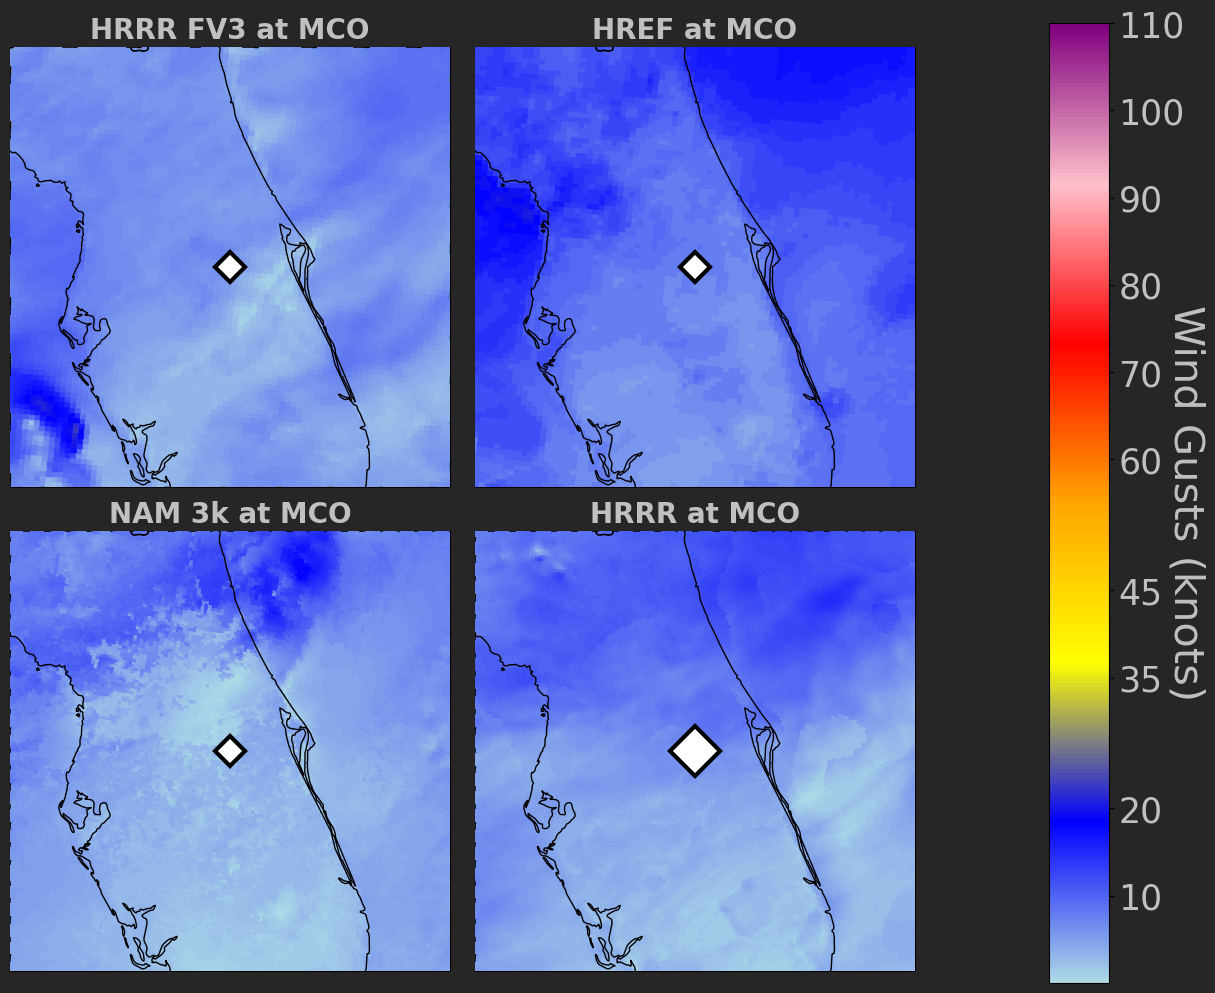 HRRR FV3 at MCO
HREF at MCO
NAM 3k at MCO
HRRR at MCO
110
100
90
80
70
60
45
35
20
10
Wind Gusts (knots)